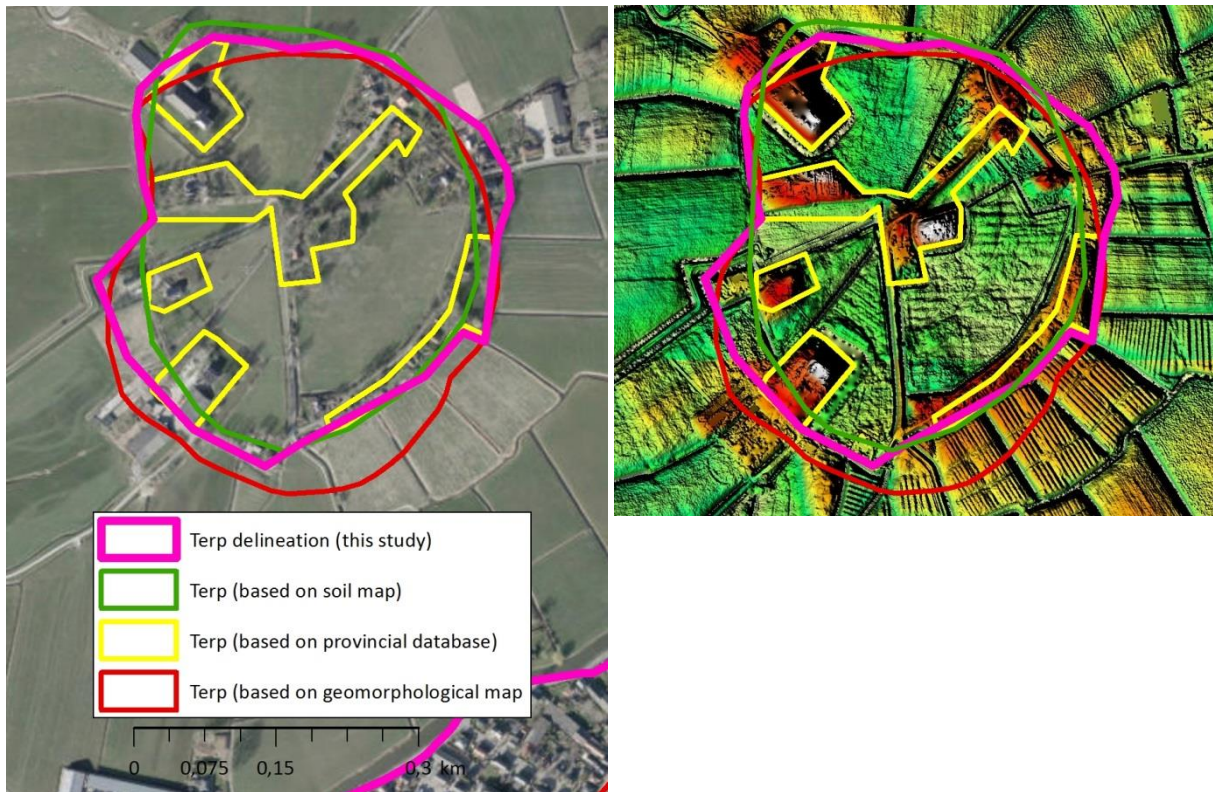 Terp delineation (this study)
Terp (based on soil map)
Terp (based on provincial database)
Terp (based on geomorphological map
0 0,075 0,15 0,3 km